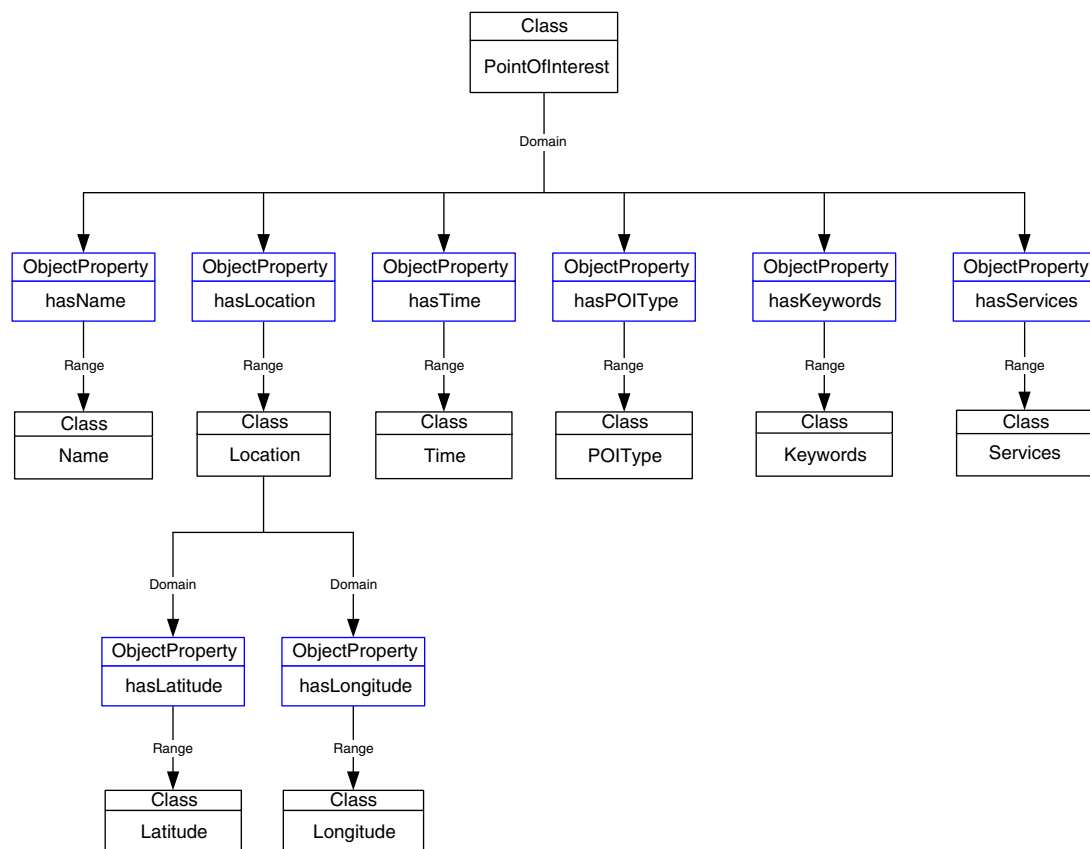 Class
PointOfInterest
Domain
ObjectProperty
hasName
ObjectProperty
hasLocation
ObjectProperty
hasTime
ObjectProperty
hasPOIType
ObjectProperty
hasKeywords
ObjectProperty
hasServices
Range
Range
Range
Range
Range
Range
Class
Name
Class
Location
Class
Time
Class
POIType
Class
Keywords
Class
Services
Domain
Domain
ObjectProperty
hasLatitude
ObjectProperty
hasLongitude
Range
Range
Class
Latitude
Class
Longitude